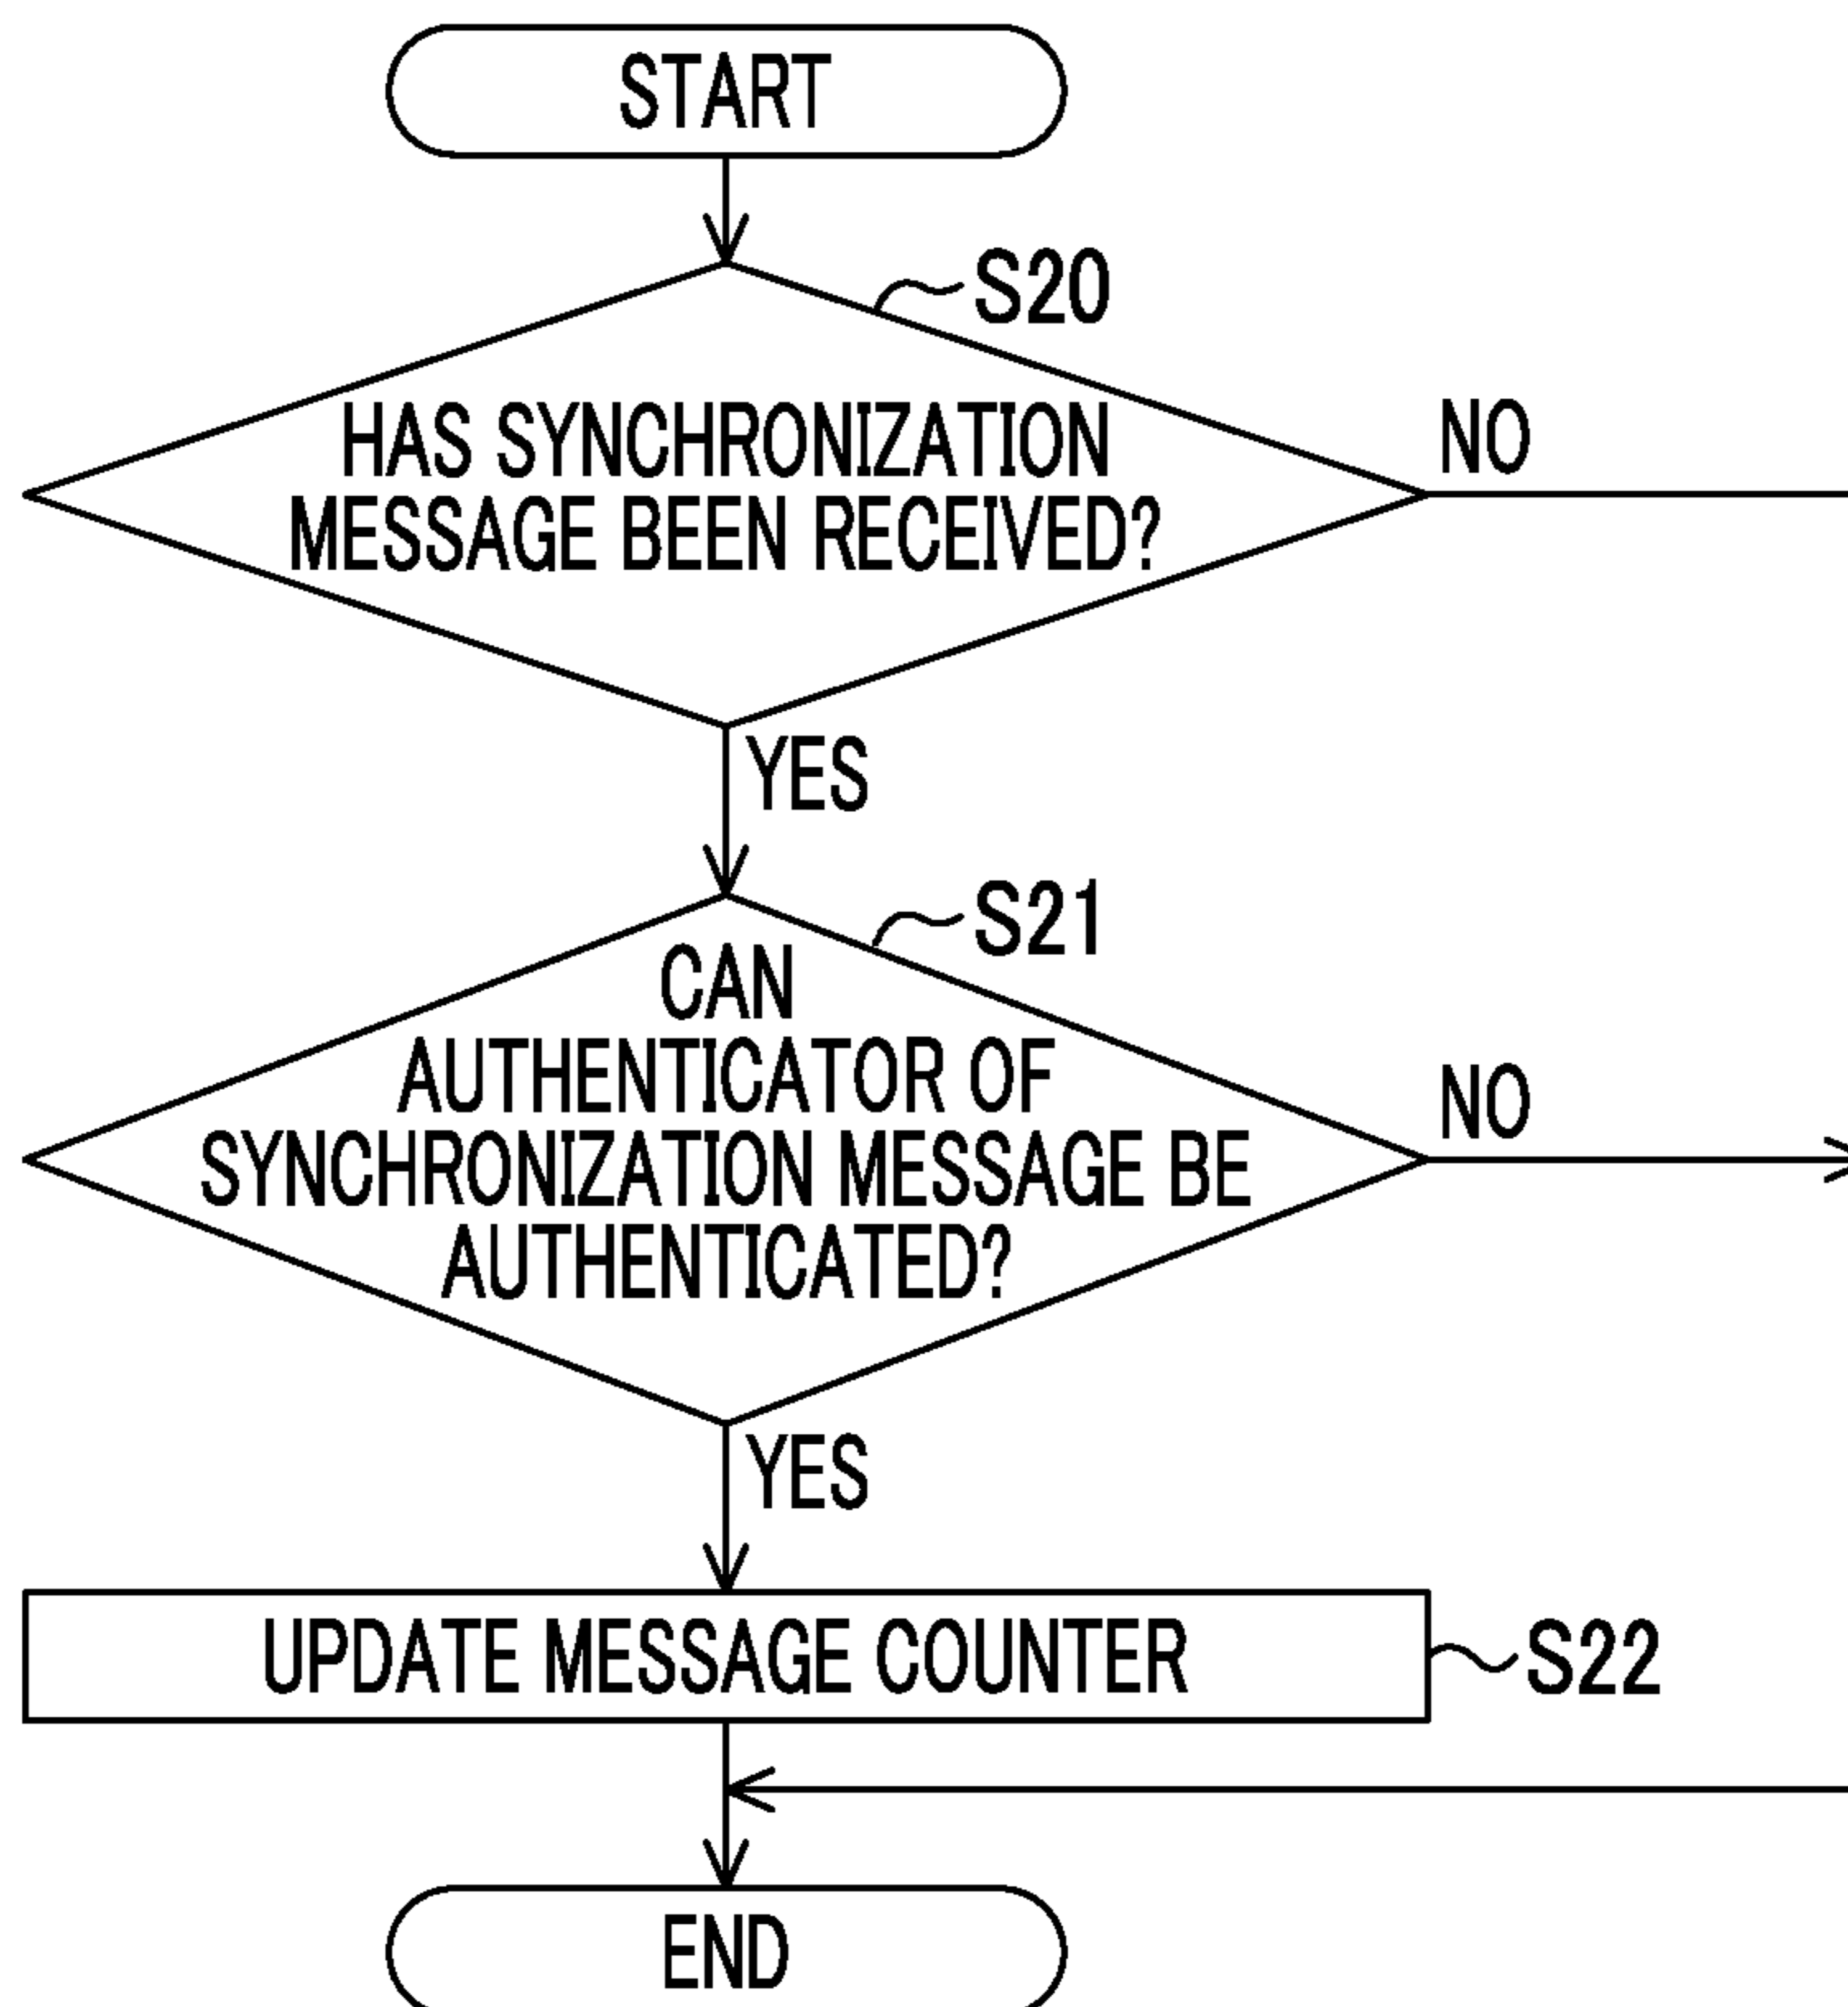 START
S20
HAS SYNCHRONIZATION
MESSAGE BEEN RECEIVED?
NO
YES
S21
CAN
AUTHENTICATOR OF
SYNCHRONIZATION MESSAGE BE
AUTHENTICATED?
NO
YES
UPDATE MESSAGE COUNTER
S22
END